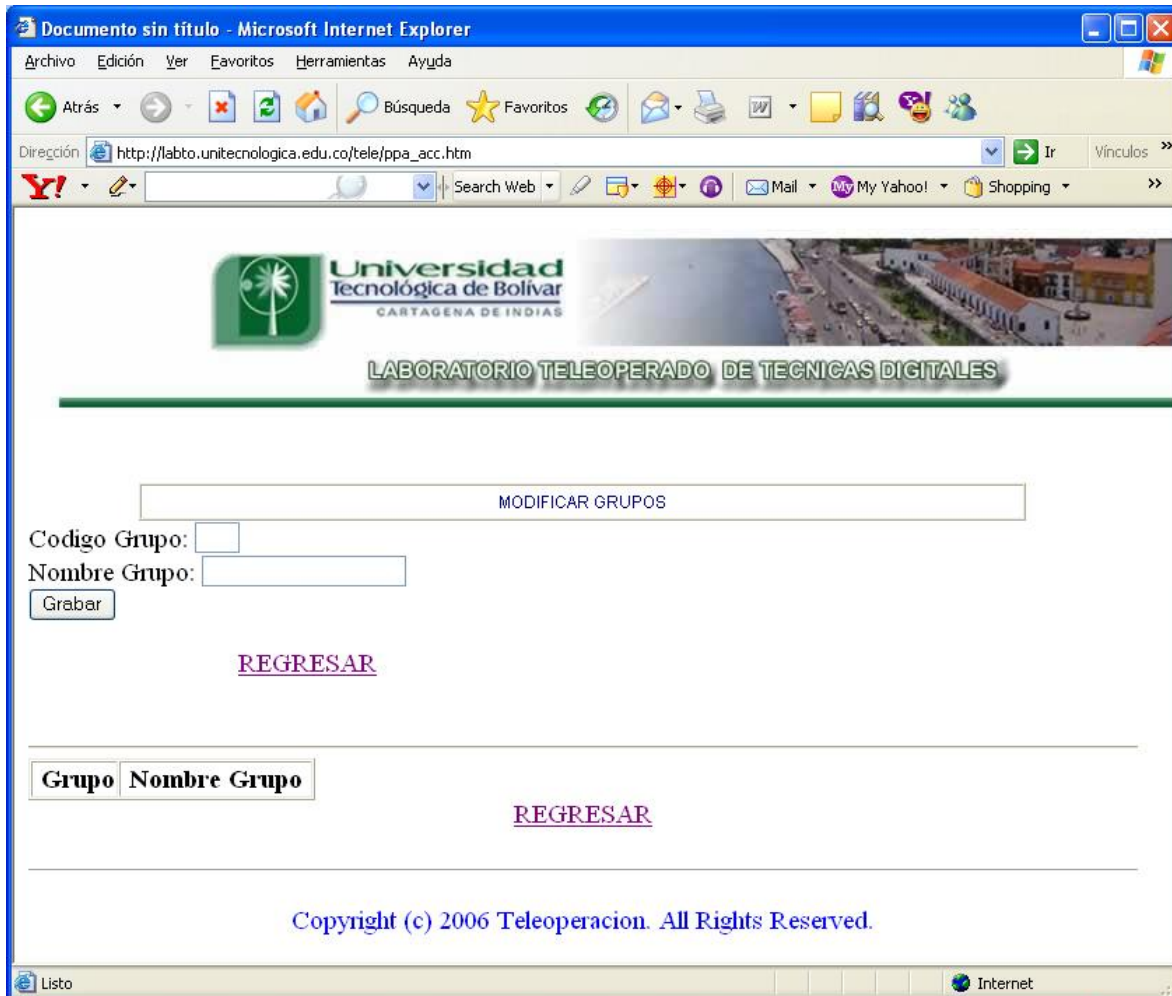 Documento sin título - Microsoft Internet Explorer
Archivo Edición Ver Favoritos Herramientas Ayuda
Atrás Búsqueda Favoritos
Dirección http://labto.unitecnologica.edu.co/tele/ppa_acc.htm Ir Vínculos »
Y! Search Web Mail My My Yahoo! Shopping »
Universidad
Tecnológica de Bolívar
CARTAGENA DE INDIAS
LABORATORIO TELEOPERADO DE TECNICAS DIGITALES
MODIFICAR GRUPOS
Codigo Grupo:
Nombre Grupo:
Grabar
REGRESAR
Grupo Nombre Grupo
REGRESAR
Copyright (c) 2006 Teleoperacion. All Rights Reserved.
Listo Internet